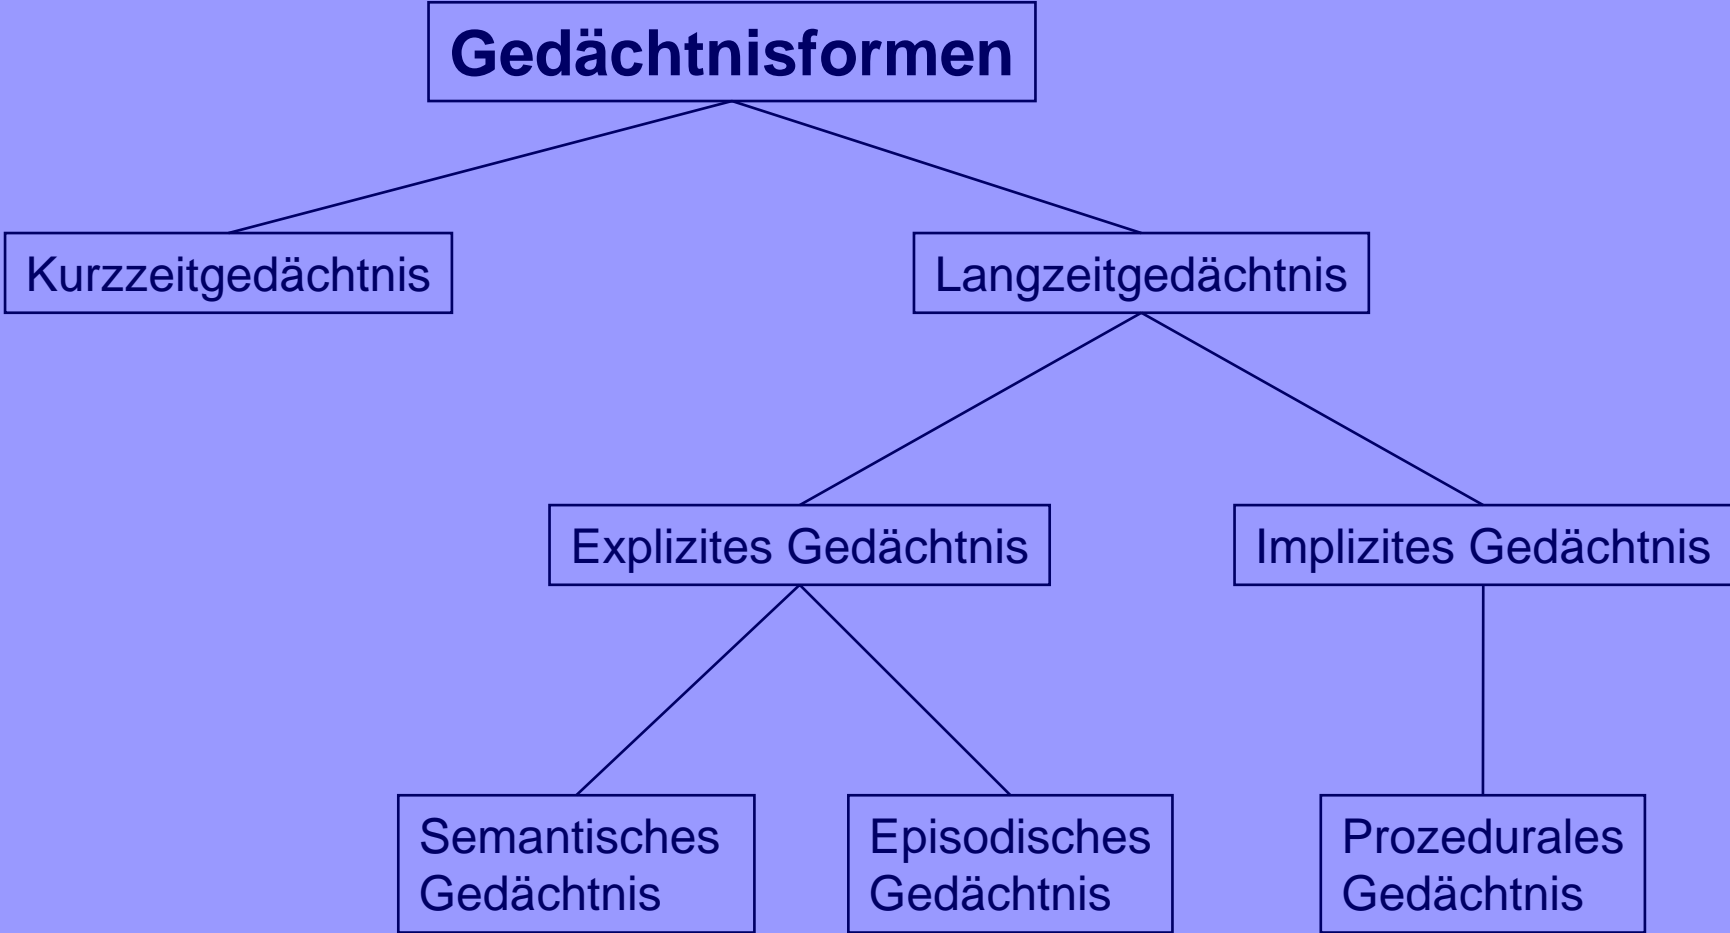 Gedächtnisformen
Kurzzeitgedächtnis
Langzeitgedächtnis
Explizites Gedächtnis
Implizites Gedächtnis
Semantisches
Gedächtnis
Episodisches
Gedächtnis
Prozedurales
Gedächtnis